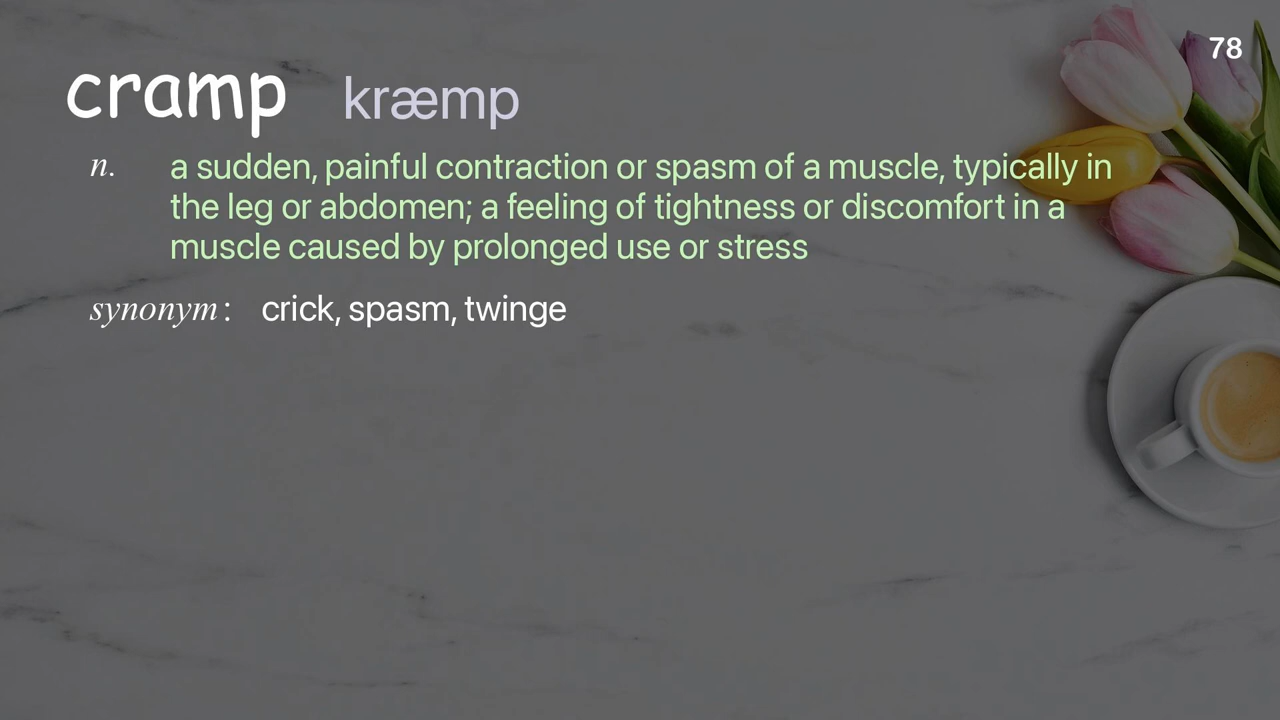 78
cramp kræmp
n. a sudden, painful contraction or spasm of a muscle, typically in
the leg or abdomen; a feeling of tightness or discomfort in a
muscle caused by prolonged use or stress
synonym: crick, spasm, twinge